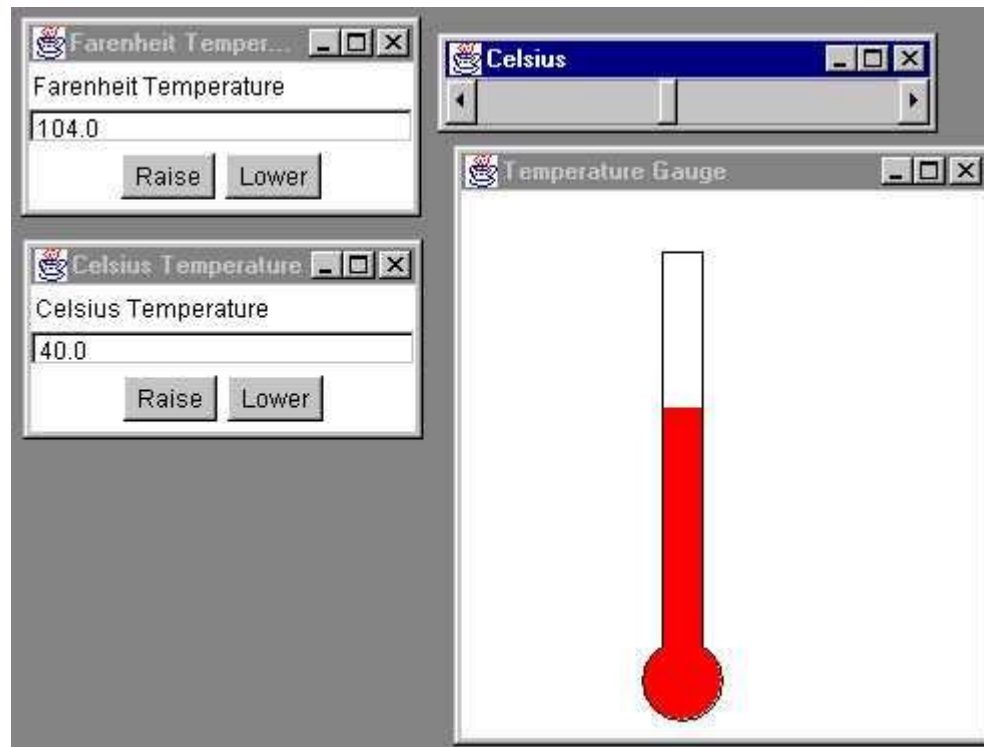 Farenheit Temper...
Farenheit Temperature
104.0
Raise Lower
Celsius Temperature
Celsius Temperature
40.0
Raise Lower
Celsius
Temperature Gauge